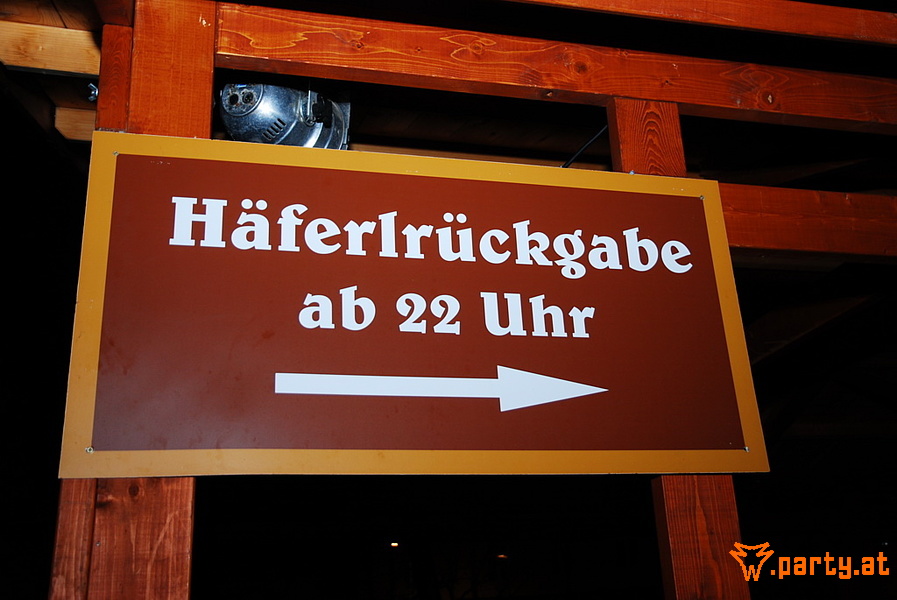 Häferlrückgabe
ab 22 Uhr
.party.at